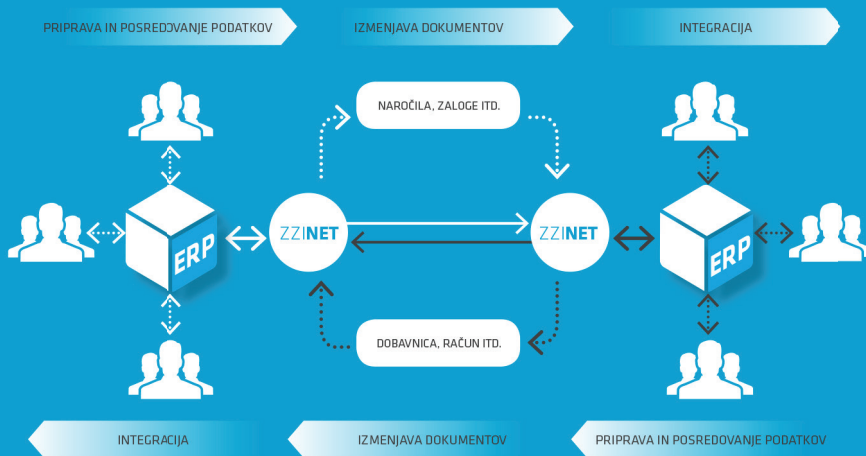 PRIPRAVA IN POSREDOVANJE PODATKOV
IZMENJAVA DOKUMENTOV
INTEGRACIJA
NAROČILA, ZALOGE ITD.
ERP
ZZINET
ZZINET
ERP
DOBAVNICA, RAČUN ITD.
INTEGRACIJA
IZMENJAVA DOKUMENTOV
PRIPRAVA IN POSREDOVANJE PODATKOV